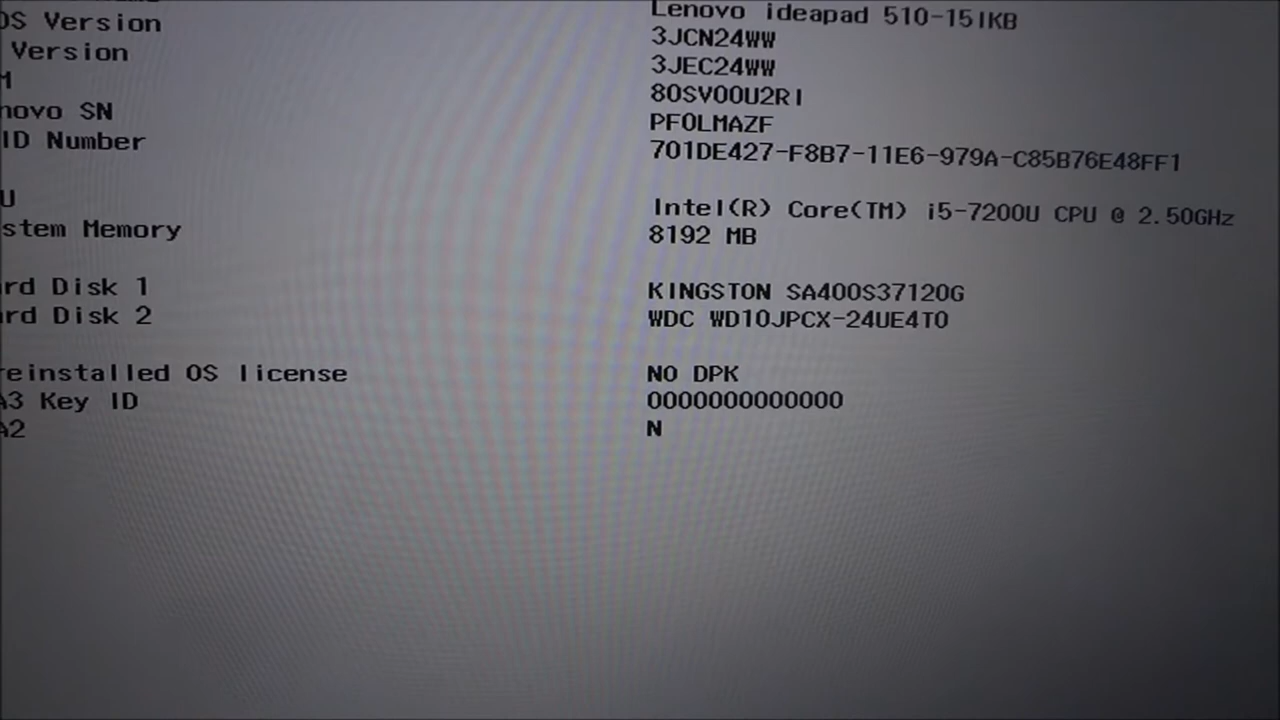 Lenovo ideapad 510-15IKB
OS Version 3JCN24WW
Version 3JEC24WW
M 80SV00U2RI
novo SN PF0LMAZF
ID Number 701DE427-F8B7-11E6-979A-C85B76E48FF1
U Intel(R) Core(TM) i5-7200U CPU @ 2.50GHz
stem Memory 8192 MB
rd Disk 1 KINGSTON SA400S37120G
rd Disk 2 WDC WD10JPCX-24UE4T0
reinstalled OS license NO DPK
A3 Key ID 0000000000000
A2 N